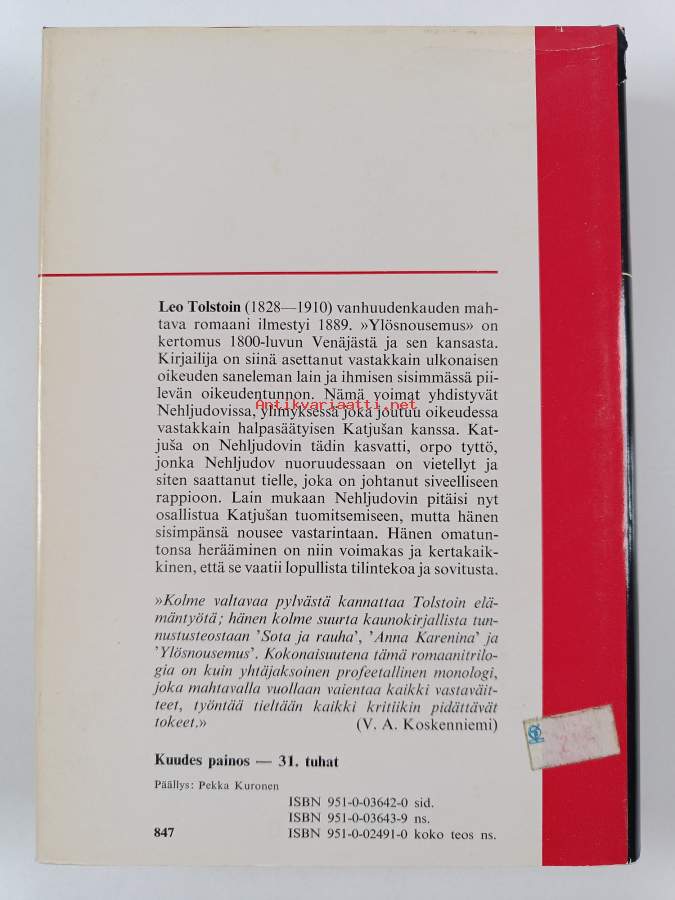 Leo Tolstoin (1828—1910) vanhuudenkauden mah-
tava romaani ilmestyi 1889. »Ylösnousemus» on
kertomus 1800-luvun Venäjästä ja sen kansasta.
Kirjailija on siinä asettanut vastakkain ulkonaisen
oikeuden saneleman lain ja ihmisen sisimmässä pii-
levän oikeudentunnon. Nämä voimat yhdistyvät
Antikvariaatti.net
Nehljudovissa, ylimyksessä joka joutuu oikeudessa
vastakkain halpasäätyisen Katjušan kanssa. Kat-
juša on Nehljudovin tädin kasvatti, orpo tyttö,
jonka Nehljudov nuoruudessaan on vietellyt ja
siten saattanut tielle, joka on johtanut siveelliseen
rappioon. Lain mukaan Nehljudovin pitäisi nyt
osallistua Katjušan tuomitsemiseen, mutta hänen
sisimpänsä nousee vastarintaan. Hänen omatun-
tonsa herääminen on niin voimakas ja kertakaik-
kinen, että se vaatii lopullista tilintekoa ja sovitusta.
»Kolme valtavaa pylvästä kannattaa Tolstoin elä-
mäntyötä; hänen kolme suurta kaunokirjallista tun-
nustusteostaan 'Sota ja rauha', 'Anna Karenina' ja
'Ylösnousemus'. Kokonaisuutena tämä romaanitrilo-
gia on kuin yhtäjaksoinen profeetallinen monologi,
joka mahtavalla vuollaan vaientaa kaikki vastaväit-
teet, työntää tieltään kaikki kritiikin pidättävät
tokeet.» (V. A. Koskenniemi)
Kuudes painos — 31. tuhat
Päällys: Pekka Kuronen
ISBN 951-0-03642-0 sid.
ISBN 951-0-03643-9 ns.
847 ISBN 951-0-02491-0 koko teos ns.